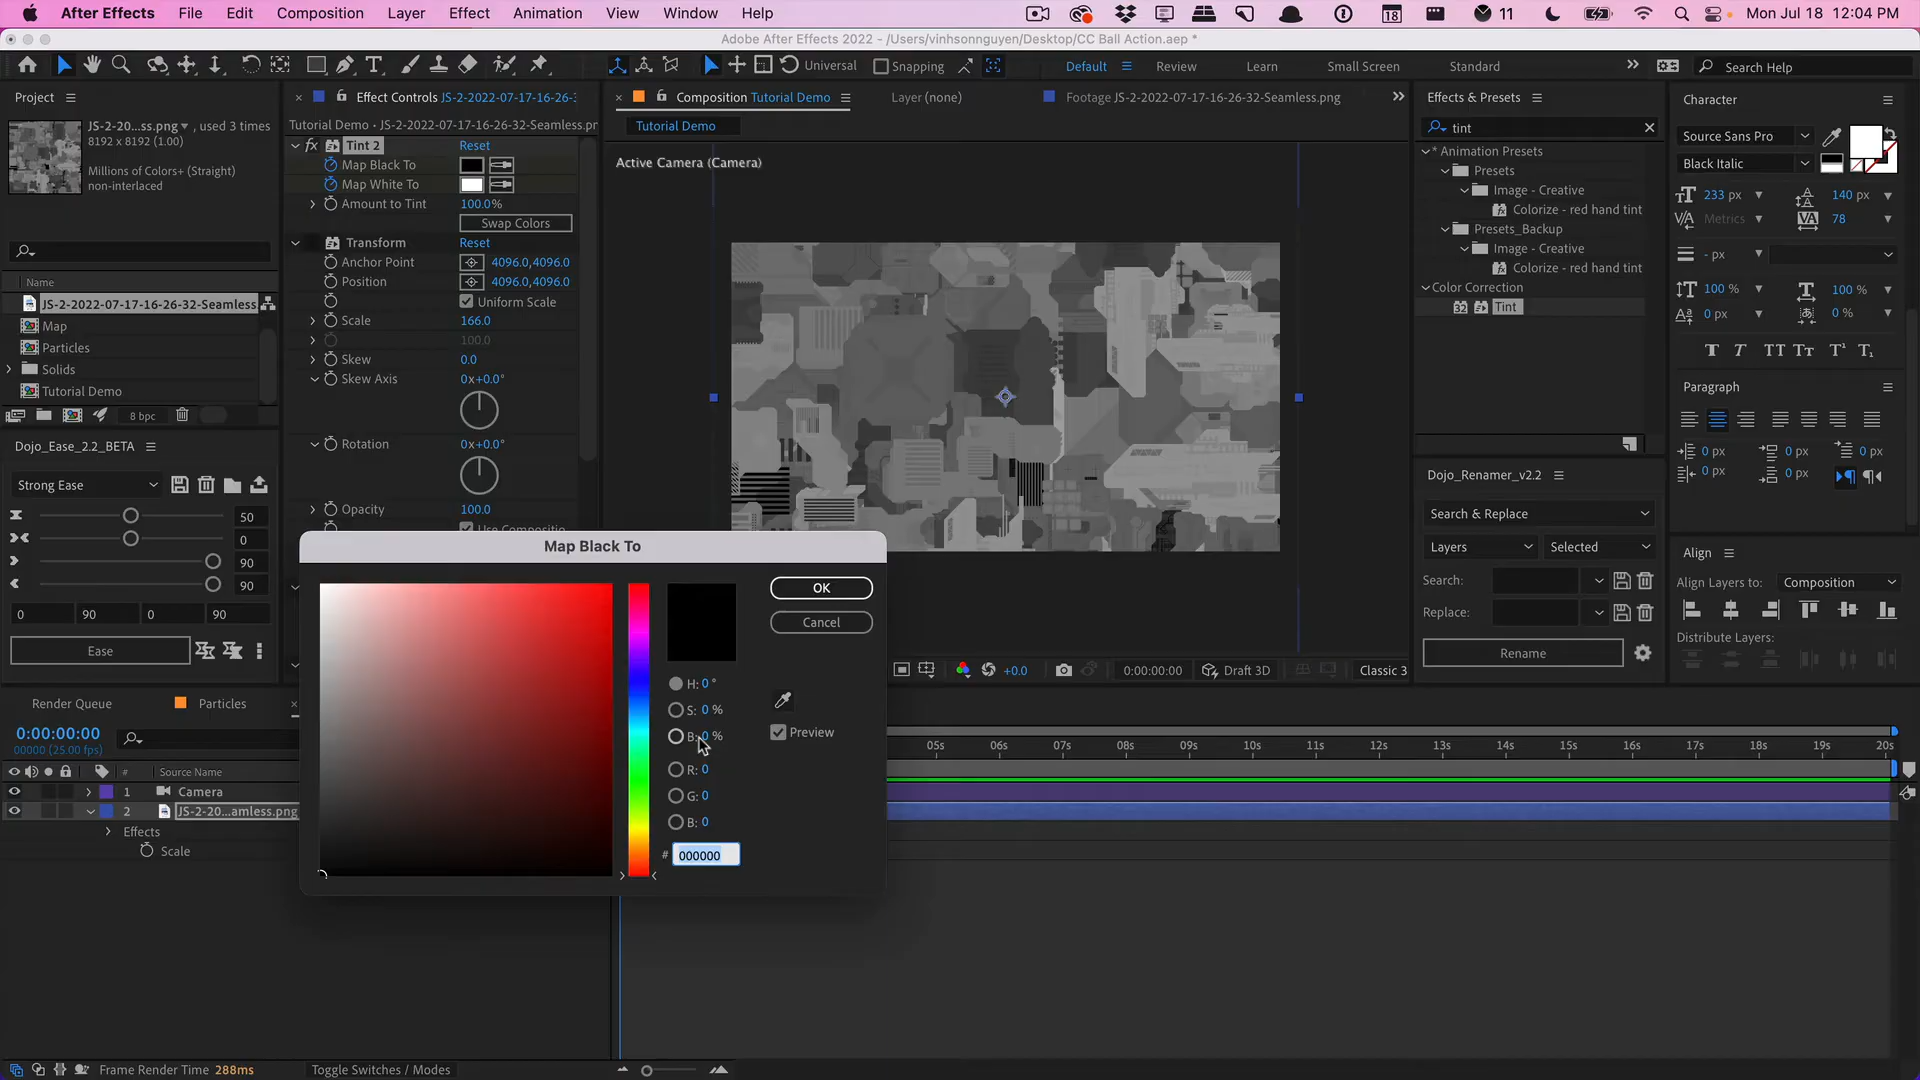 After Effects File Edit Composition Layer Effect Animation View Window Help 18 11 Mon Jul 18 12:04 PM
Adobe After Effects 2022 - /Users/vinhsonnguyen/Desktop/CC Ball Action.aep *
Universal Snapping Default Review Learn Small Screen Standard Search Help
Project
JS-2-20...ss.png , used 3 times
8192 x 8192 (1.00)
Millions of Colors+ (Straight)
non-interlaced
Name
JS-2-2022-07-17-16-26-32-Seamless
Map
Particles
Solids
Tutorial Demo
8 bpc
Dojo_Ease_2.2_BETA
Strong Ease
50
0
90
90
0 90 0 90
Ease
Effect Controls JS-2-2022-07-17-16-26-3
Tutorial Demo • JS-2-2022-07-17-16-26-32-Seamless.pr
fx Tint 2 Reset
Map Black To
Map White To
Amount to Tint 100.0%
Swap Colors
Transform Reset
Anchor Point 4096.0,4096.0
Position 4096.0,4096.0
Uniform Scale
Scale 166.0
100.0
Skew 0.0
Skew Axis 0x+0.0°
Rotation 0x+0.0°
Opacity 100.0
Use Compositio
Composition Tutorial Demo Layer (none) Footage JS-2-2022-07-17-16-26-32-Seamless.png
Tutorial Demo
Active Camera (Camera)
+0.0 0:00:00:00 Draft 3D Classic 3
Map Black To
OK
Cancel
H: 0 °
S: 0 %
B: 0 %
Preview
R: 0
G: 0
B: 0
# 000000
Effects & Presets
tint
* Animation Presets
Presets
Image - Creative
Colorize - red hand tint
Presets_Backup
Image - Creative
Colorize - red hand tint
Color Correction
32 Tint
Dojo_Renamer_v2.2
Search & Replace
Layers Selected
Search:
Replace:
Rename
Character
Source Sans Pro
Black Italic
233 px 140 px
Metrics 78
- px
100 % 100 %
0 px 0 %
T T TT Tt T¹ T₁
Paragraph
0 px 0 px 0 px
0 px 0 px
Align
Align Layers to: Composition
Distribute Layers:
Render Queue Particles
0:00:00:00
00000 (25.00 fps)
05s 06s 07s 08s 09s 10s 11s 12s 13s 14s 15s 16s 17s 18s 19s 20s
# Source Name
1 Camera
2 JS-2-20...amless.png
Effects
Scale
Frame Render Time 288ms Toggle Switches / Modes